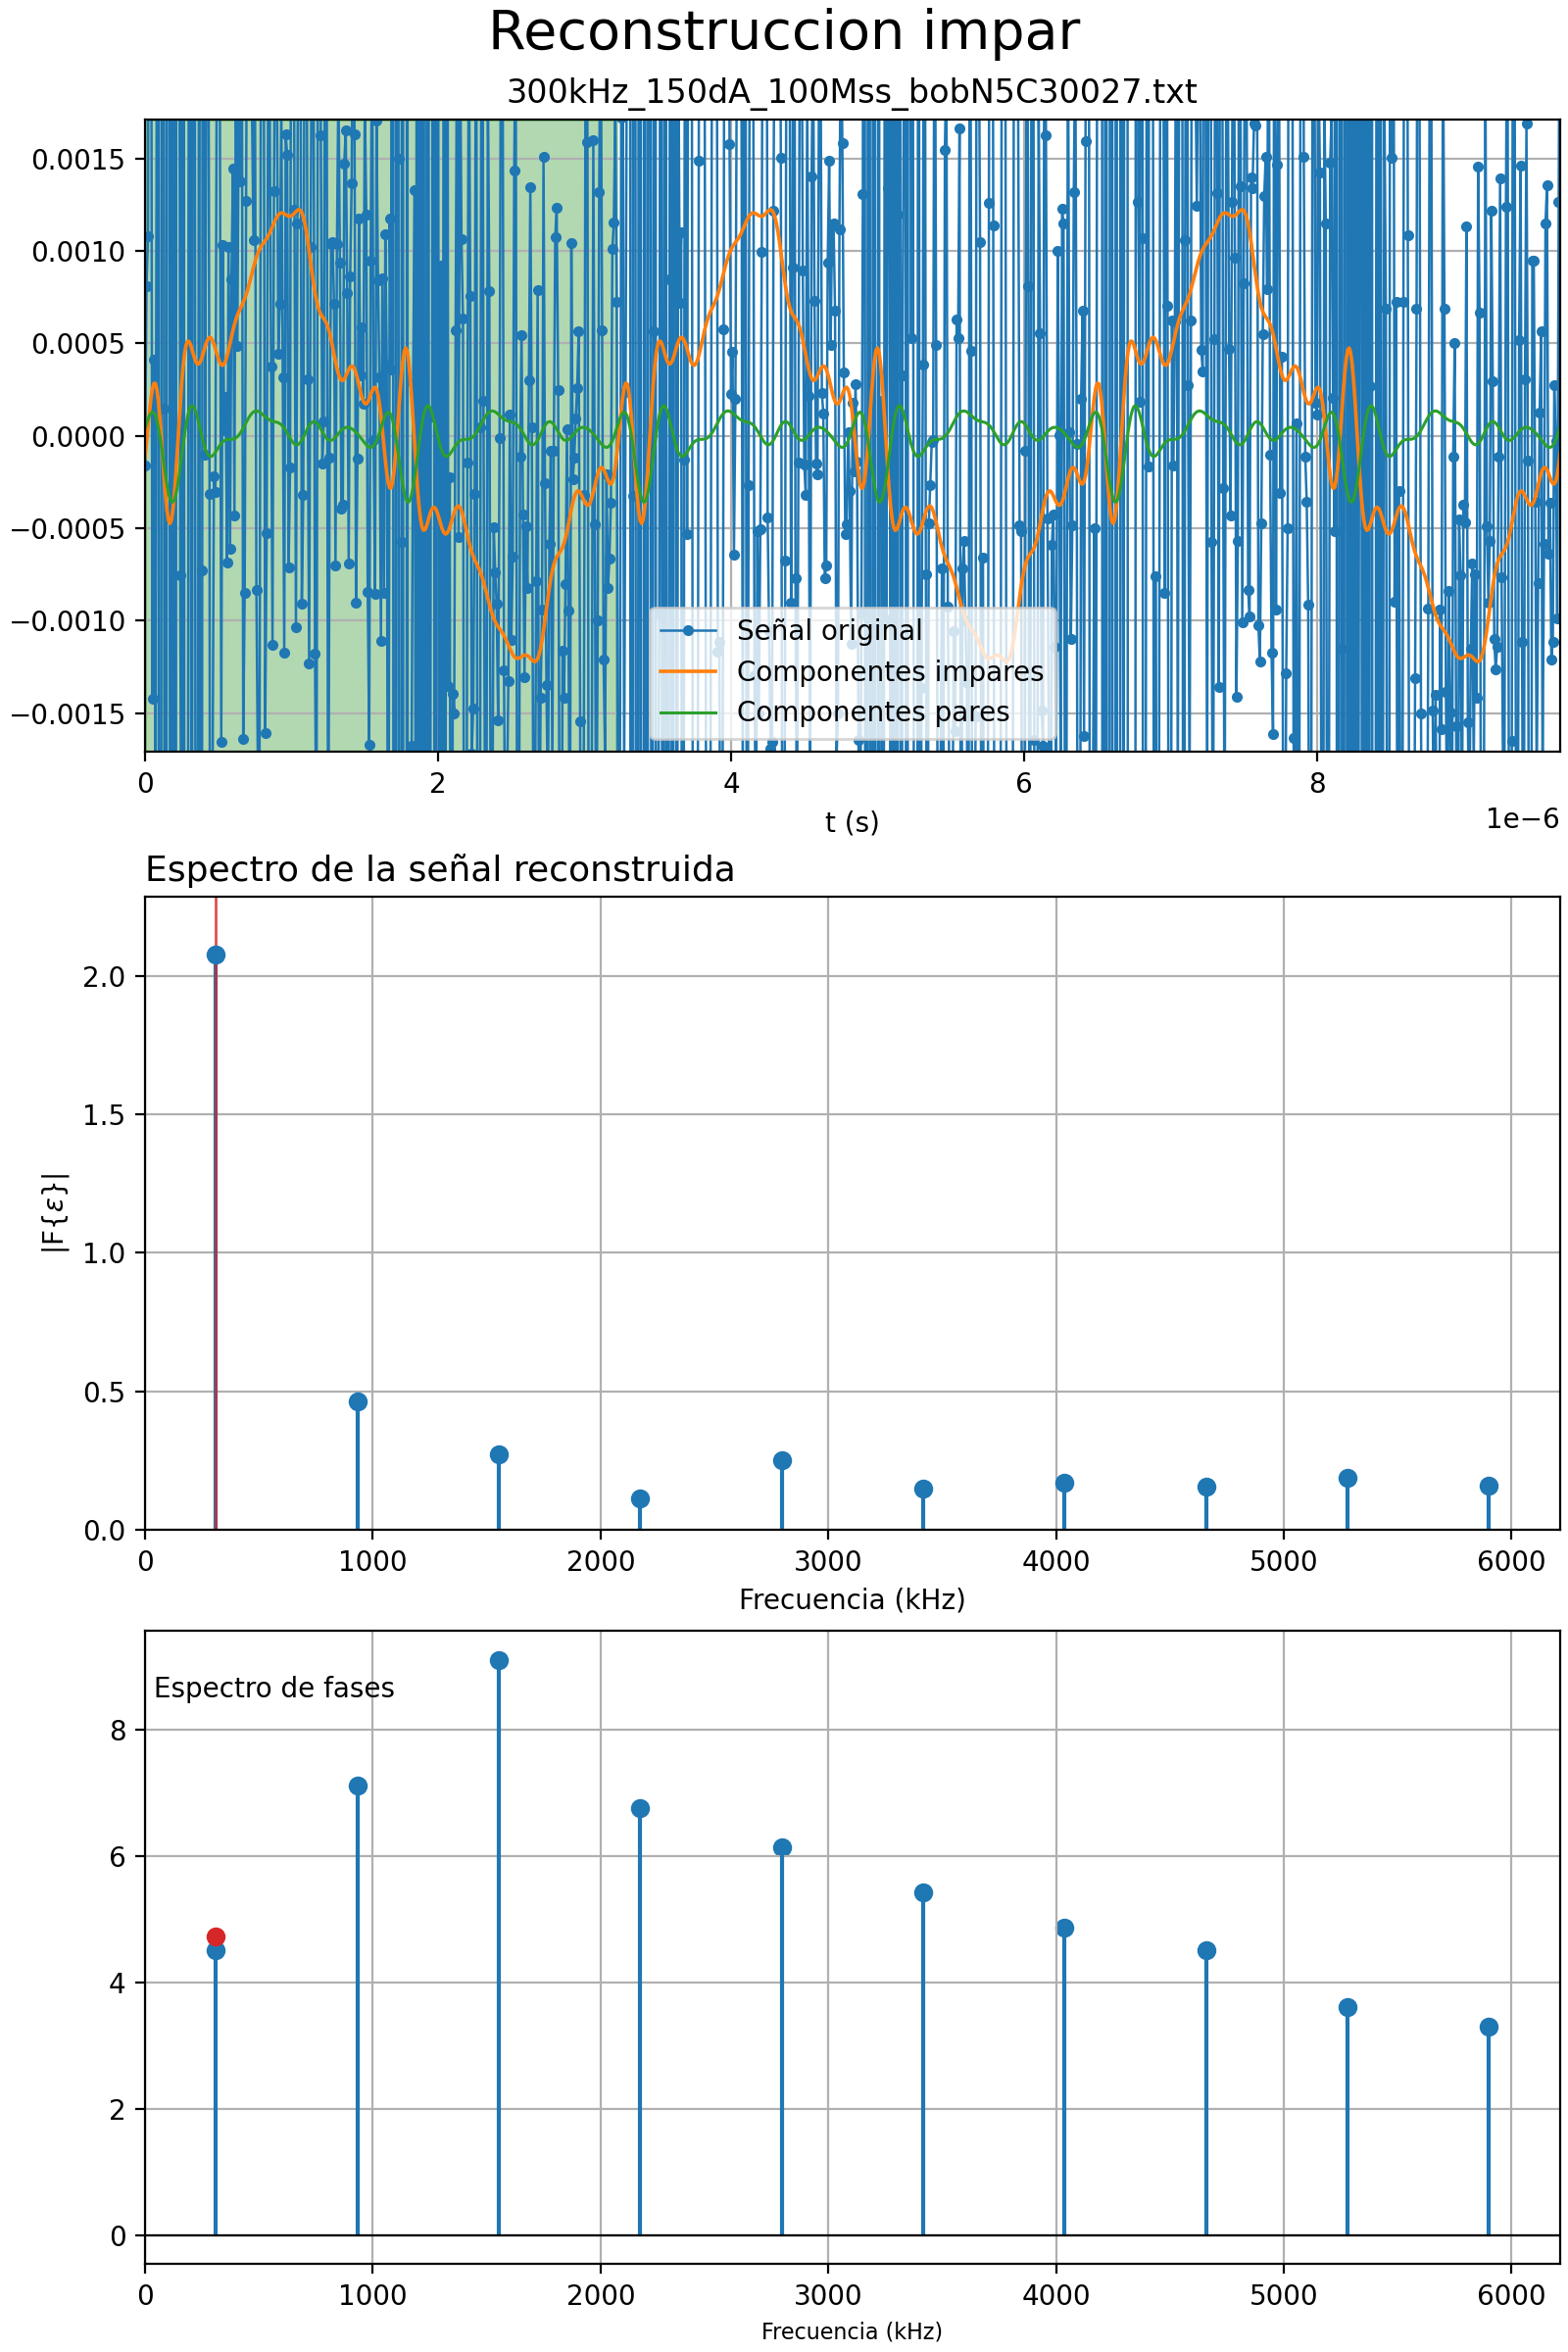 Reconstruccion impar
300kHz_150dA_100Mss_bobN5C30027.txt
0.0015
0.0010
0.0005
0.0000
−0.0005
−0.0010
−0.0015
Señal original
Componentes impares
Componentes pares
0 2 4 6 8
1e−6
t (s)
Espectro de la señal reconstruida
2.0
1.5
1.0
0.5
0.0
|F{ε}|
0 1000 2000 3000 4000 5000 6000
Frecuencia (kHz)
Espectro de fases
8
6
4
2
0
0 1000 2000 3000 4000 5000 6000
Frecuencia (kHz)